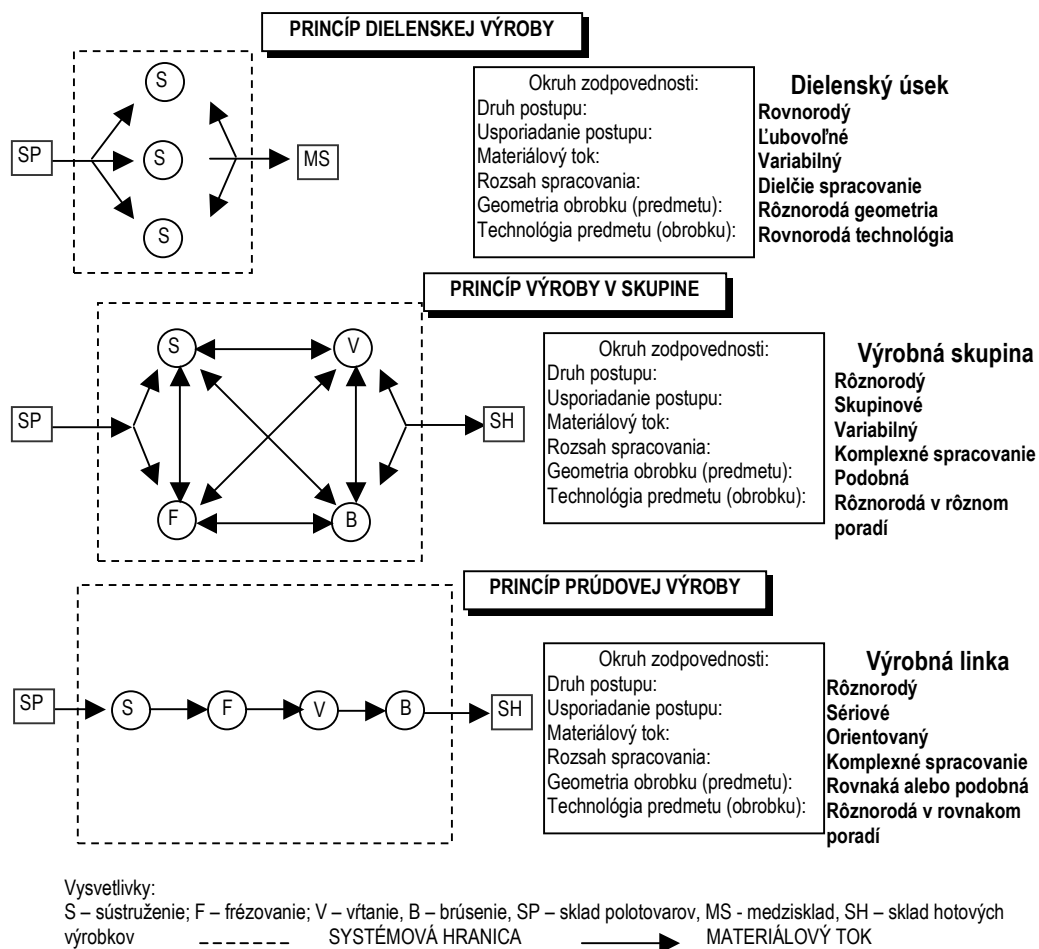 PRINCÍP DIELENSKEJ VÝROBY
S
SP
S
MS
S
Okruh zodpovednosti: Dielenský úsek
Druh postupu: Rovnorodý
Usporiadanie postupu: Ľubovoľné
Materiálový tok: Variabilný
Rozsah spracovania: Dielčie spracovanie
Geometria obrobku (predmetu): Rôznorodá geometria
Technológia predmetu (obrobku): Rovnorodá technológia
PRINCÍP VÝROBY V SKUPINE
S V
SP
SH
F B
Okruh zodpovednosti: Výrobná skupina
Druh postupu: Rôznorodý
Usporiadanie postupu: Skupinové
Materiálový tok: Variabilný
Rozsah spracovania: Komplexné spracovanie
Geometria obrobku (predmetu): Podobná
Technológia predmetu (obrobku): Rôznorodá v rôznom
poradí
PRINCÍP PRÚDOVEJ VÝROBY
SP S F V B SH
Okruh zodpovednosti: Výrobná linka
Druh postupu: Rôznorodý
Usporiadanie postupu: Sériové
Materiálový tok: Orientovaný
Rozsah spracovania: Komplexné spracovanie
Geometria obrobku (predmetu): Rovnaká alebo podobná
Technológia predmetu (obrobku): Rôznorodá v rovnakom
poradí
Vysvetlivky:
S – sústruženie; F – frézovanie; V – vŕtanie, B – brúsenie, SP – sklad polotovarov, MS - medzisklad, SH – sklad hotových
výrobkov SYSTÉMOVÁ HRANICA MATERIÁLOVÝ TOK